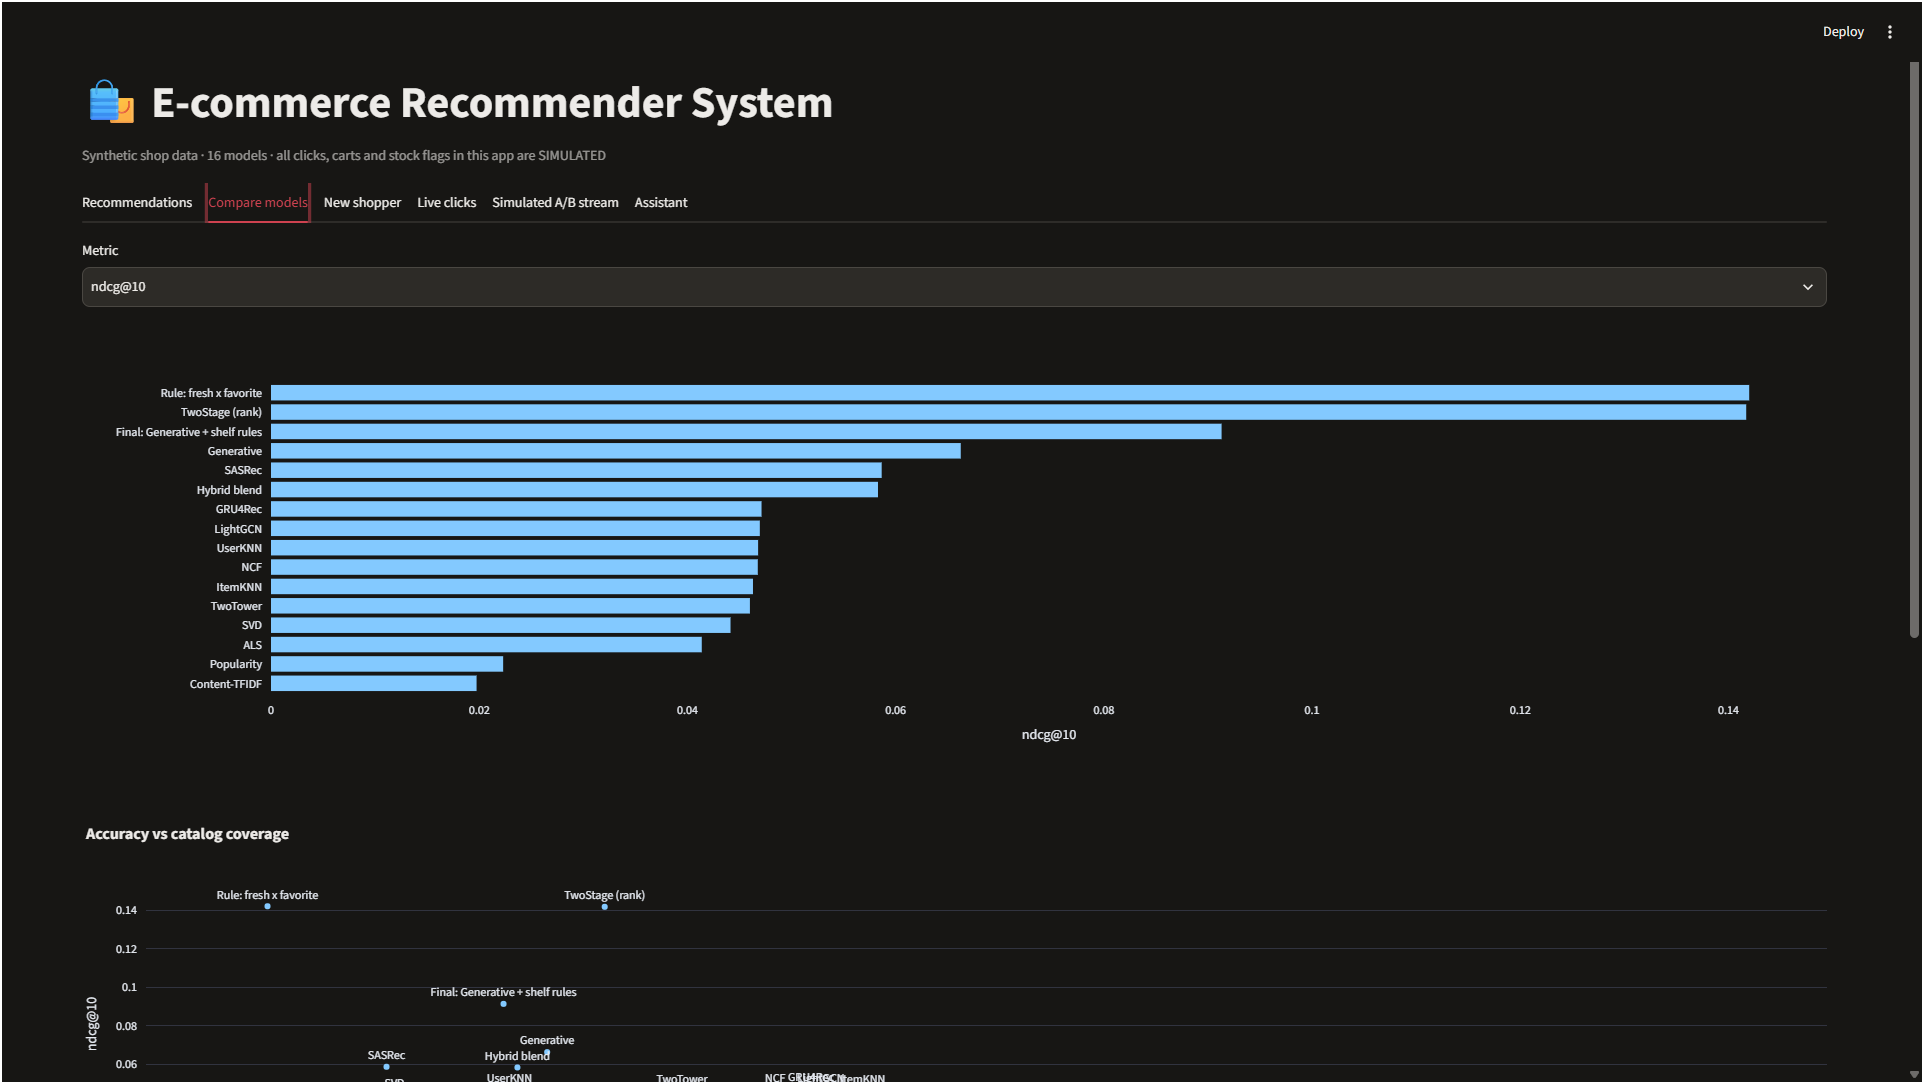 Deploy
E-commerce Recommender System
Synthetic shop data · 16 models · all clicks, carts and stock flags in this app are SIMULATED
Recommendations Compare models New shopper Live clicks Simulated A/B stream Assistant
Metric
ndcg@10
Rule: fresh x favorite
TwoStage (rank)
Final: Generative + shelf rules
Generative
SASRec
Hybrid blend
GRU4Rec
LightGCN
UserKNN
NCF
ItemKNN
TwoTower
SVD
ALS
Popularity
Content-TFIDF
0 0.02 0.04 0.06 0.08 0.1 0.12 0.14
ndcg@10
Accuracy vs catalog coverage
Rule: fresh x favorite TwoStage (rank)
0.14
0.12
Final: Generative + shelf rules
0.1
ndcg@10
0.08
Generative
SASRec Hybrid blend
0.06
SVD UserKNN TwoTower NCF GRU4Rec LightGCN ItemKNN